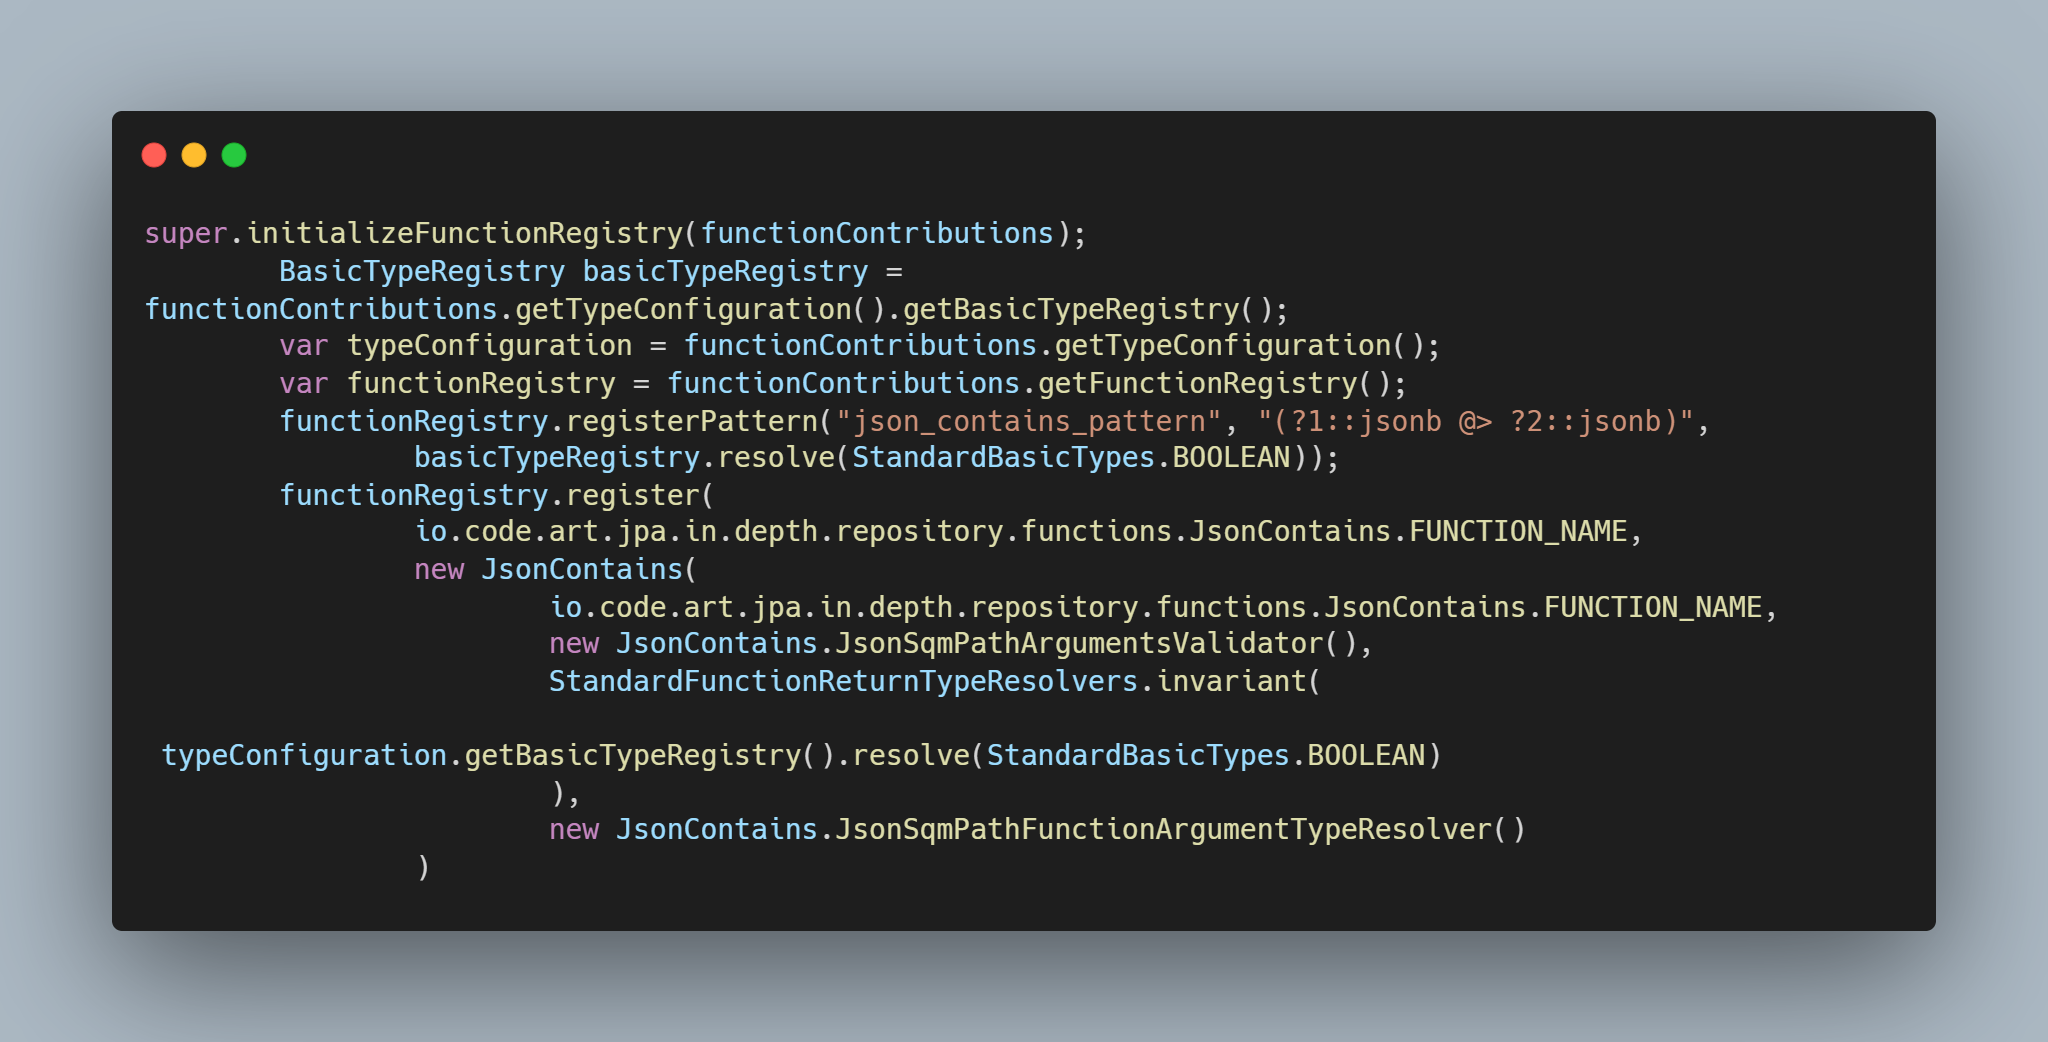 super.initializeFunctionRegistry(functionContributions);
        BasicTypeRegistry basicTypeRegistry =
functionContributions.getTypeConfiguration().getBasicTypeRegistry();
        var typeConfiguration = functionContributions.getTypeConfiguration();
        var functionRegistry = functionContributions.getFunctionRegistry();
        functionRegistry.registerPattern("json_contains_pattern", "(?1::jsonb @> ?2::jsonb)",
                basicTypeRegistry.resolve(StandardBasicTypes.BOOLEAN));
        functionRegistry.register(
                io.code.art.jpa.in.depth.repository.functions.JsonContains.FUNCTION_NAME,
                new JsonContains(
                        io.code.art.jpa.in.depth.repository.functions.JsonContains.FUNCTION_NAME,
                        new JsonContains.JsonSqmPathArgumentsValidator(),
                        StandardFunctionReturnTypeResolvers.invariant(

 typeConfiguration.getBasicTypeRegistry().resolve(StandardBasicTypes.BOOLEAN)
                        ),
                        new JsonContains.JsonSqmPathFunctionArgumentTypeResolver()
                )